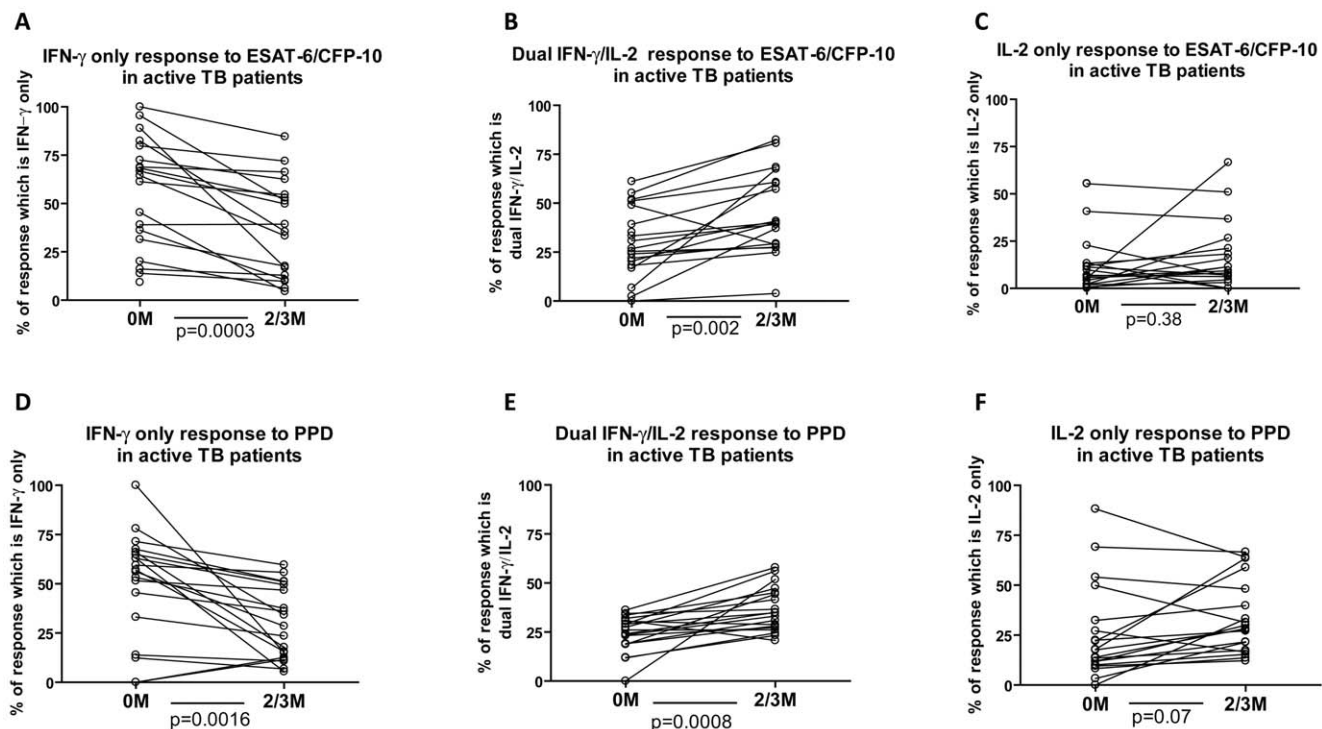 A
IFN-γ only response to ESAT-6/CFP-10
in active TB patients
% of response which is IFN−γ only
100
75
50
25
0
0M
2/3M
p=0.0003
B
Dual IFN-γ/IL-2 response to ESAT-6/CFP-10
in active TB patients
% of response which is
dual IFN-γ/ IL-2
100
75
50
25
0
0M
2/3M
p=0.002
C
IL-2 only response to ESAT-6/CFP-10
in active TB patients
% of response which is IL-2 only
100
50
0
0M
2/3M
p=0.38
D
IFN-γ only response to PPD
in active TB patients
% of response which is IFN-γ only
100
75
50
25
0
0M
2/3M
p=0.0016
E
Dual IFN-γ/IL-2 response to PPD
in active TB patients
% of response which is
dual IFN-γ/ IL-2
100
50
25
0
0M
2/3M
p=0.0008
F
IL-2 only response to PPD
in active TB patients
% of response which is IL-2 only
100
75
50
25
0
0M
2/3M
p=0.07